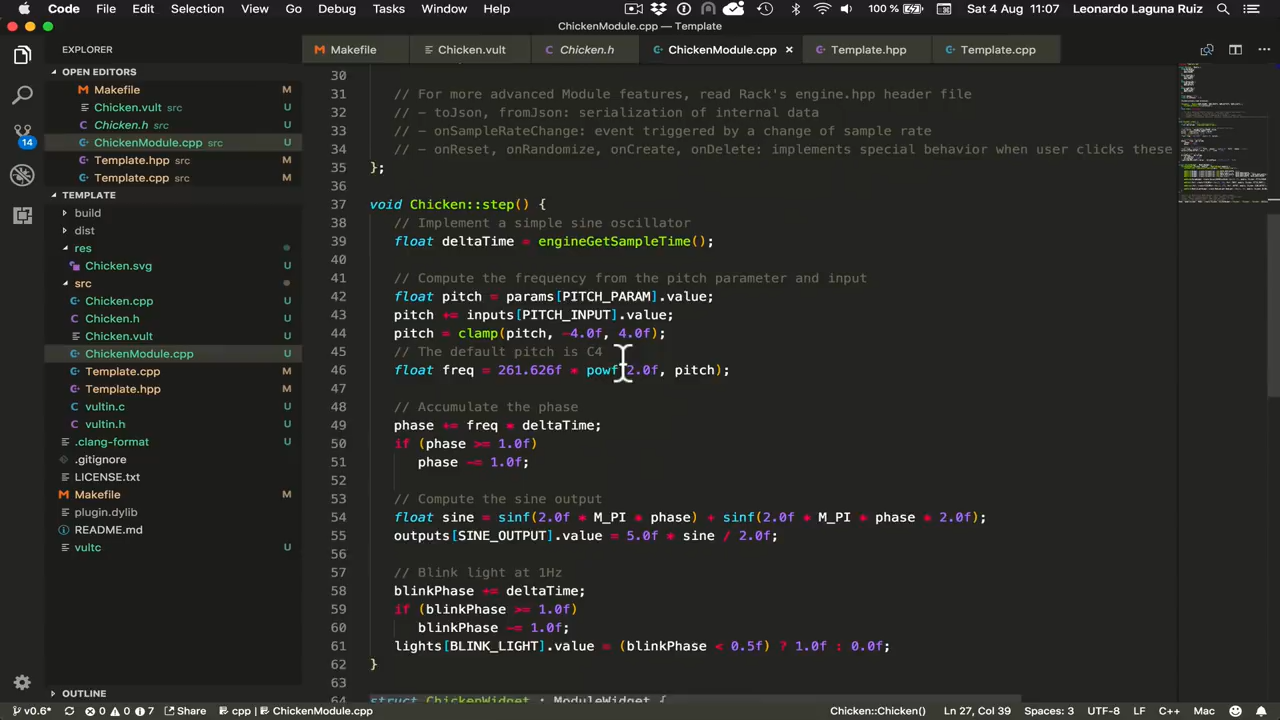 Code File Edit Selection View Go Debug Tasks Window Help 100 % Sat 4 Aug 11:07 Leonardo Laguna Ruiz
ChickenModule.cpp — Template
EXPLORER
Makefile Chicken.vult Chicken.h ChickenModule.cpp × Template.hpp Template.cpp
OPEN EDITORS
Makefile M
Chicken.vult src U
Chicken.h src U
ChickenModule.cpp src U
Template.hpp src M
Template.cpp src M
14
TEMPLATE
build
dist
res
Chicken.svg U
src
Chicken.cpp U
Chicken.h U
Chicken.vult U
ChickenModule.cpp U
Template.cpp M
Template.hpp M
vultin.c U
vultin.h U
.clang-format U
.gitignore
LICENSE.txt
Makefile M
plugin.dylib
README.md
vultc U
OUTLINE
30
31 // For more advanced Module features, read Rack's engine.hpp header file
32 // - toJson, fromJson: serialization of internal data
33 // - onSampleRateChange: event triggered by a change of sample rate
34 // - onReset, onRandomize, onCreate, onDelete: implements special behavior when user clicks these
35 };
36
37 void Chicken::step() {
38 // Implement a simple sine oscillator
39 float deltaTime = engineGetSampleTime();
40
41 // Compute the frequency from the pitch parameter and input
42 float pitch = params[PITCH_PARAM].value;
43 pitch += inputs[PITCH_INPUT].value;
44 pitch = clamp(pitch, -4.0f, 4.0f);
45 // The default pitch is C4
46 float freq = 261.626f * powf(2.0f, pitch);
47
48 // Accumulate the phase
49 phase += freq * deltaTime;
50 if (phase >= 1.0f)
51 phase -= 1.0f;
52
53 // Compute the sine output
54 float sine = sinf(2.0f * M_PI * phase) + sinf(2.0f * M_PI * phase * 2.0f);
55 outputs[SINE_OUTPUT].value = 5.0f * sine / 2.0f;
56
57 // Blink light at 1Hz
58 blinkPhase += deltaTime;
59 if (blinkPhase >= 1.0f)
60 blinkPhase -= 1.0f;
61 lights[BLINK_LIGHT].value = (blinkPhase < 0.5f) ? 1.0f : 0.0f;
62 }
63
64 struct ChickenWidget : ModuleWidget {
v0.6* 0 0 7 Share cpp ChickenModule.cpp Chicken::Chicken() Ln 27, Col 39 Spaces: 3 UTF-8 LF C++ Mac